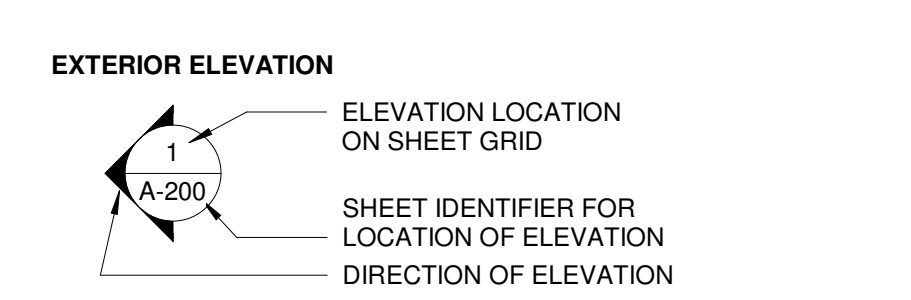 EXTERIOR ELEVATION
1
A-200
ELEVATION LOCATION
ON SHEET GRID
SHEET IDENTIFIER FOR
LOCATION OF ELEVATION
DIRECTION OF ELEVATION